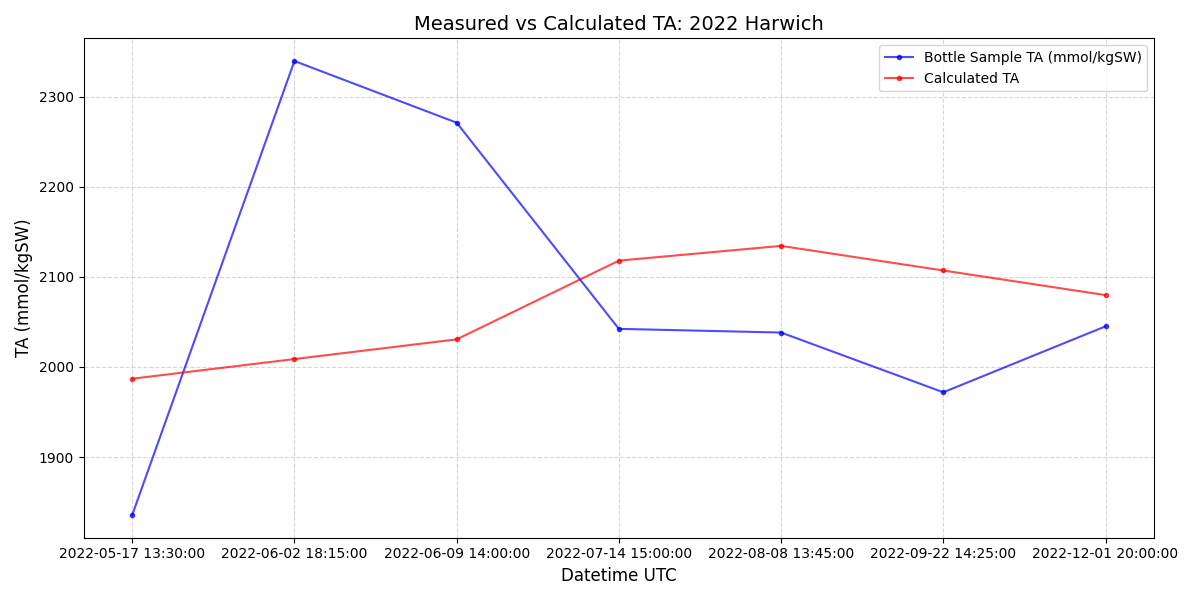 Measured vs Calculated TA: 2022 Harwich
Bottle Sample TA (mmol/kgSW)
Calculated TA
TA (mmol/kgSW)
2300
2200
2100
2000
1900
2022-05-17 13:30:00 2022-06-02 18:15:00 2022-06-09 14:00:00 2022-07-14 15:00:00 2022-08-08 13:45:00 2022-09-22 14:25:00 2022-12-01 20:00:00
Datetime UTC